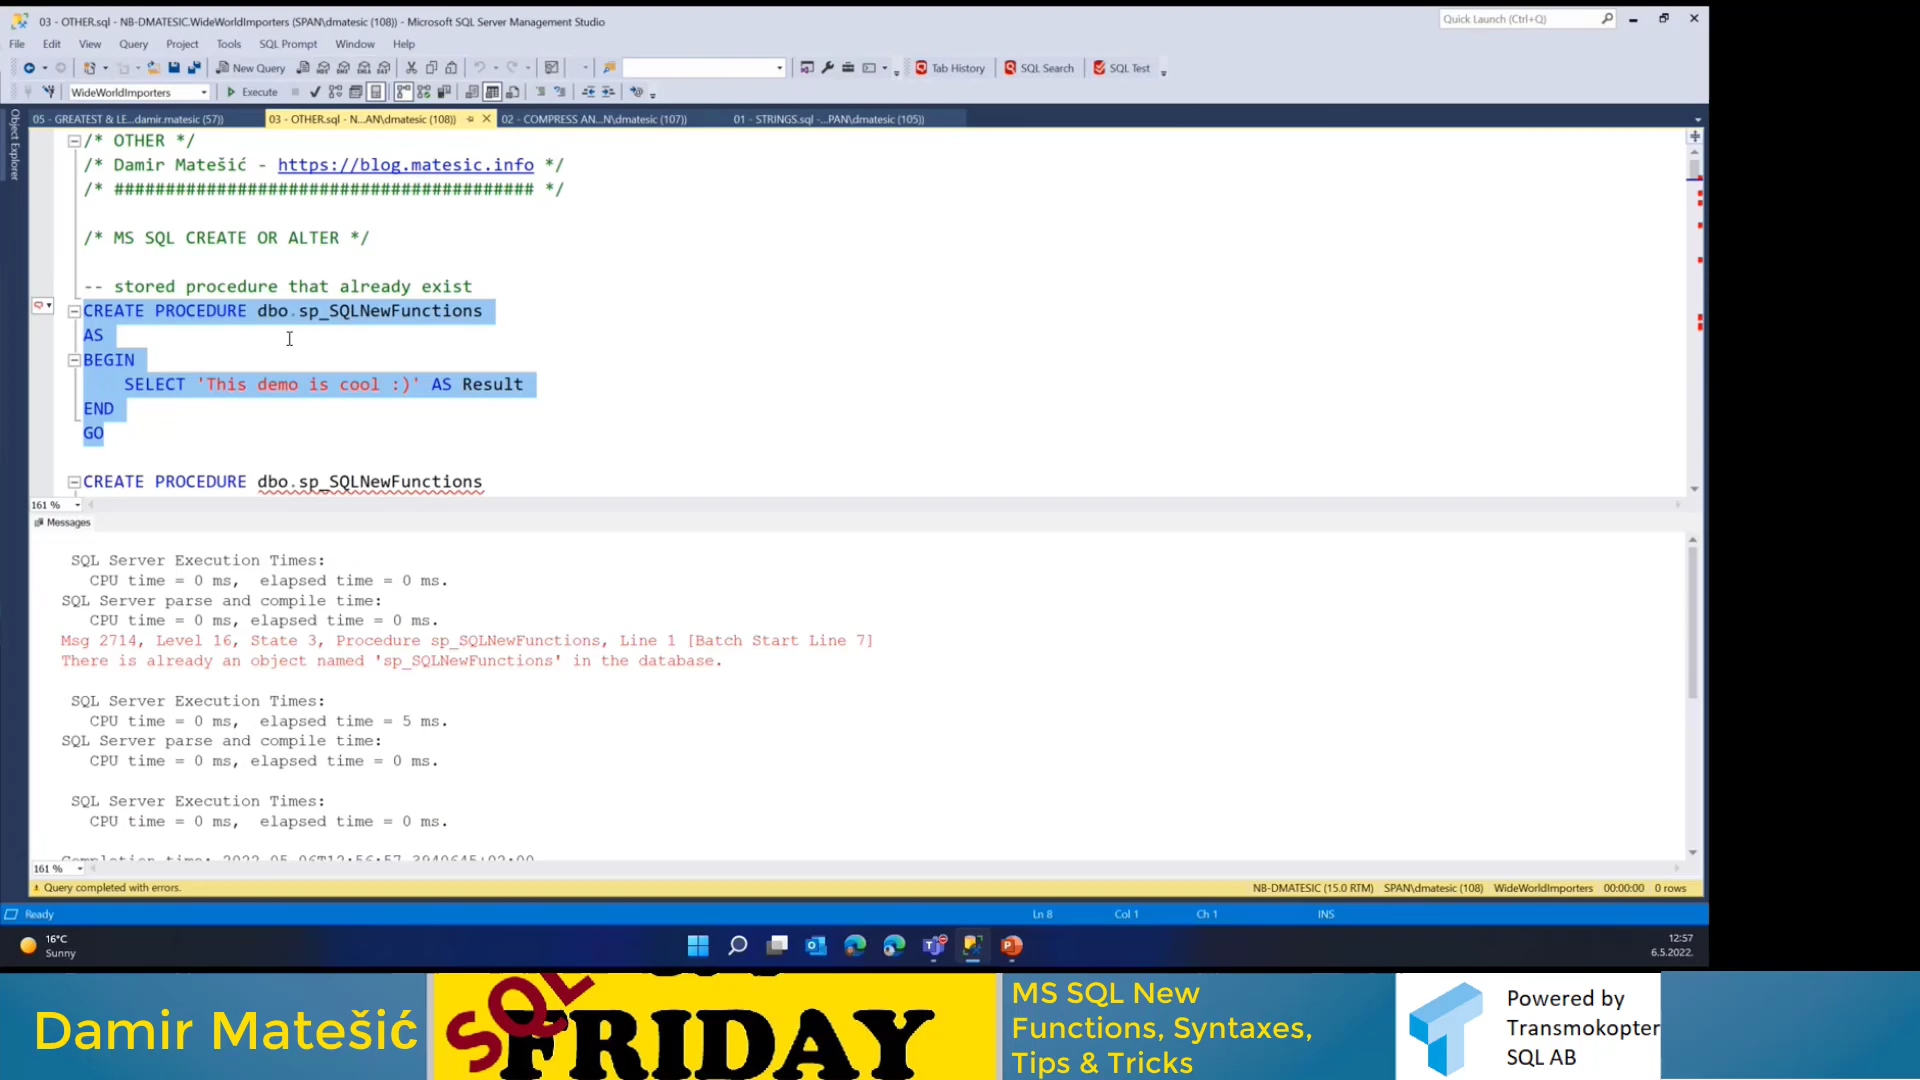 03 - OTHER.sql - NB-DMATESIC.WideWorldImporters (SPAN\dmatesic (108)) - Microsoft SQL Server Management Studio
Quick Launch (Ctrl+Q)
File Edit View Query Project Tools SQL Prompt Window Help
New Query Tab History SQL Search SQL Test
WideWorldImporters Execute
05 - GREATEST & LE...damir.matesic (57)) 03 - OTHER.sql - N...AN\dmatesic (108)) 02 - COMPRESS AN...N\dmatesic (107)) 01 - STRINGS.sql -...PAN\dmatesic (105))
Object Explorer
/* OTHER */
/* Damir Matešić - https://blog.matesic.info */
/* ######################################### */
/* MS SQL CREATE OR ALTER */
-- stored procedure that already exist
CREATE PROCEDURE dbo.sp_SQLNewFunctions
AS
BEGIN
SELECT 'This demo is cool :)' AS Result
END
GO
CREATE PROCEDURE dbo.sp_SQLNewFunctions
161 %
Messages
SQL Server Execution Times:
CPU time = 0 ms, elapsed time = 0 ms.
SQL Server parse and compile time:
CPU time = 0 ms, elapsed time = 0 ms.
Msg 2714, Level 16, State 3, Procedure sp_SQLNewFunctions, Line 1 [Batch Start Line 7]
There is already an object named 'sp_SQLNewFunctions' in the database.
SQL Server Execution Times:
CPU time = 0 ms, elapsed time = 5 ms.
SQL Server parse and compile time:
CPU time = 0 ms, elapsed time = 0 ms.
SQL Server Execution Times:
CPU time = 0 ms, elapsed time = 0 ms.
161 %
Query completed with errors. NB-DMATESIC (15.0 RTM) SPAN\dmatesic (108) WideWorldImporters 00:00:00 0 rows
Ready Ln 8 Col 1 Ch 1 INS
16°C
Sunny
12:57
6.5.2022.
Damir Matešić
SQL
FRIDAY
MS SQL New
Functions, Syntaxes,
Tips & Tricks
Powered by
Transmokopter
SQL AB